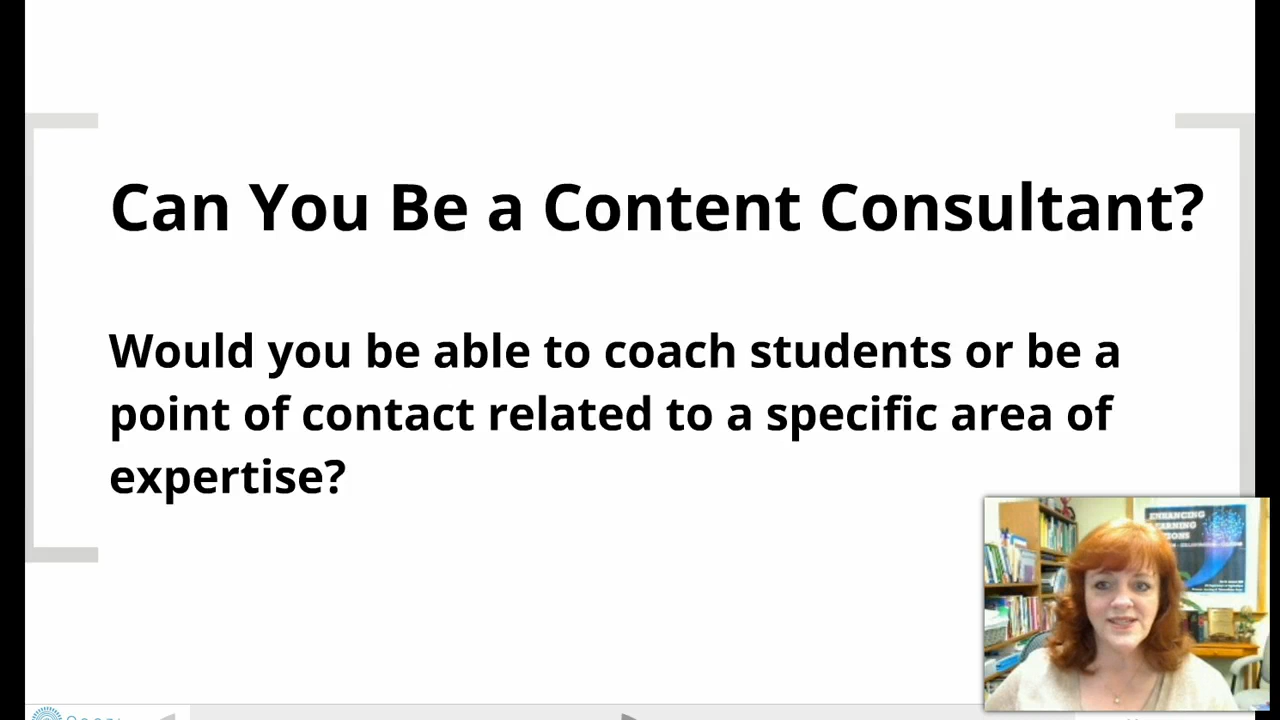 Can You Be a Content Consultant?
Would you be able to coach students or be a
point of contact related to a specific area of
expertise?
ENHANCING